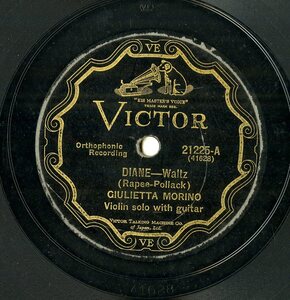 VE
"HIS MASTER'S VOICE"
TRADE MARK REG.
VICTOR
Orthophonic
Recording
21225-A
(41628)
DIANE—Waltz
(Rapee-Pollack)
GIULIETTA MORINO
Violin solo with guitar
VICTOR TALKING MACHINE CO.
of Japan, Ltd.
VE
41628